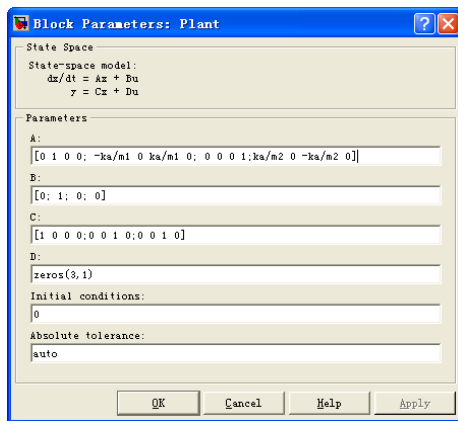 Block Parameters: Plant
State Space
State-space model:
dx/dt = Ax + Bu
y = Cx + Du
Parameters
A:
[0 1 0 0; -ka/m1 0 ka/m1 0; 0 0 0 1;ka/m2 0 -ka/m2 0]
B:
[0; 1; 0; 0]
C:
[1 0 0 0;0 0 1 0;0 0 1 0]
D:
zeros(3,1)
Initial conditions:
0
Absolute tolerance:
auto
OK Cancel Help Apply